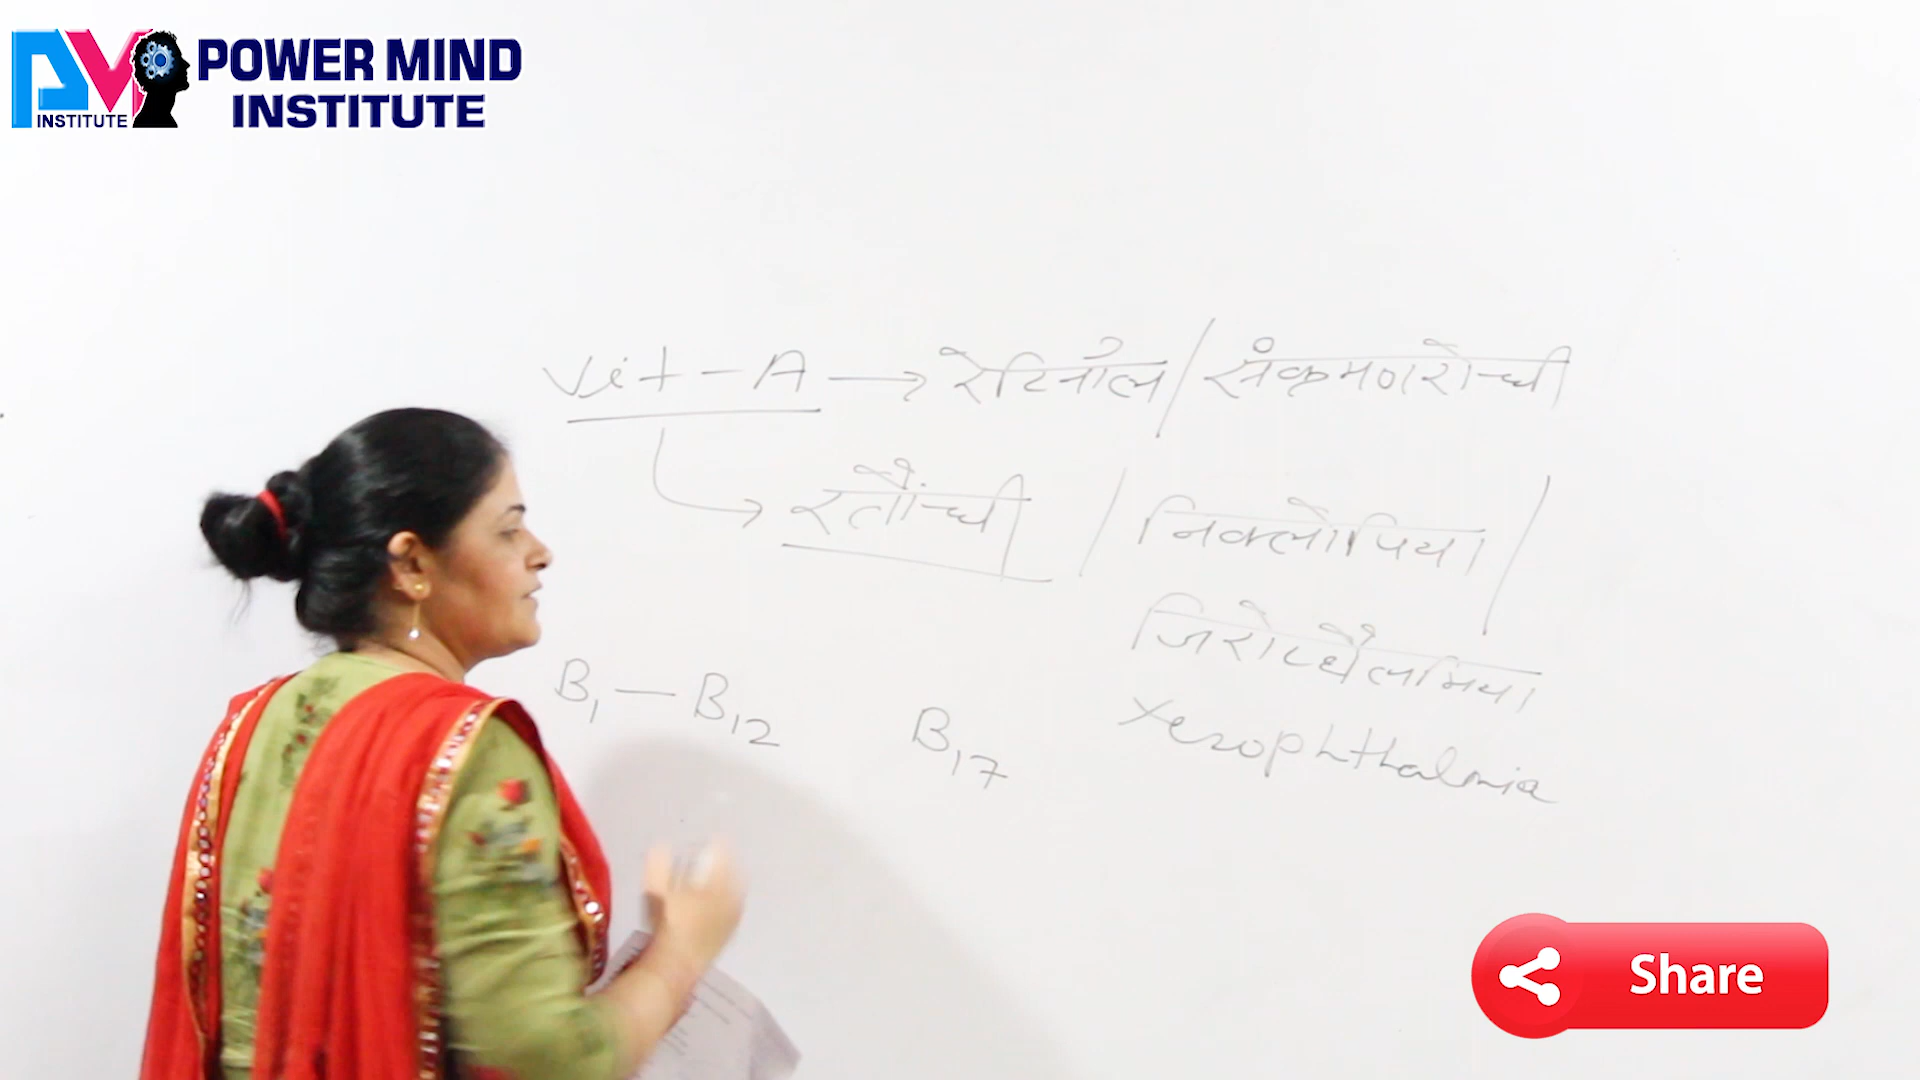 POWER MIND
INSTITUTE
INSTITUTE
Vit-A → रेटिनॉल / संक्रमणरोधी
रतौंधी / निक्लोपिया /
जिरोप्थैलमिया
Xerophthalmia
B1 — B12 B17
Share